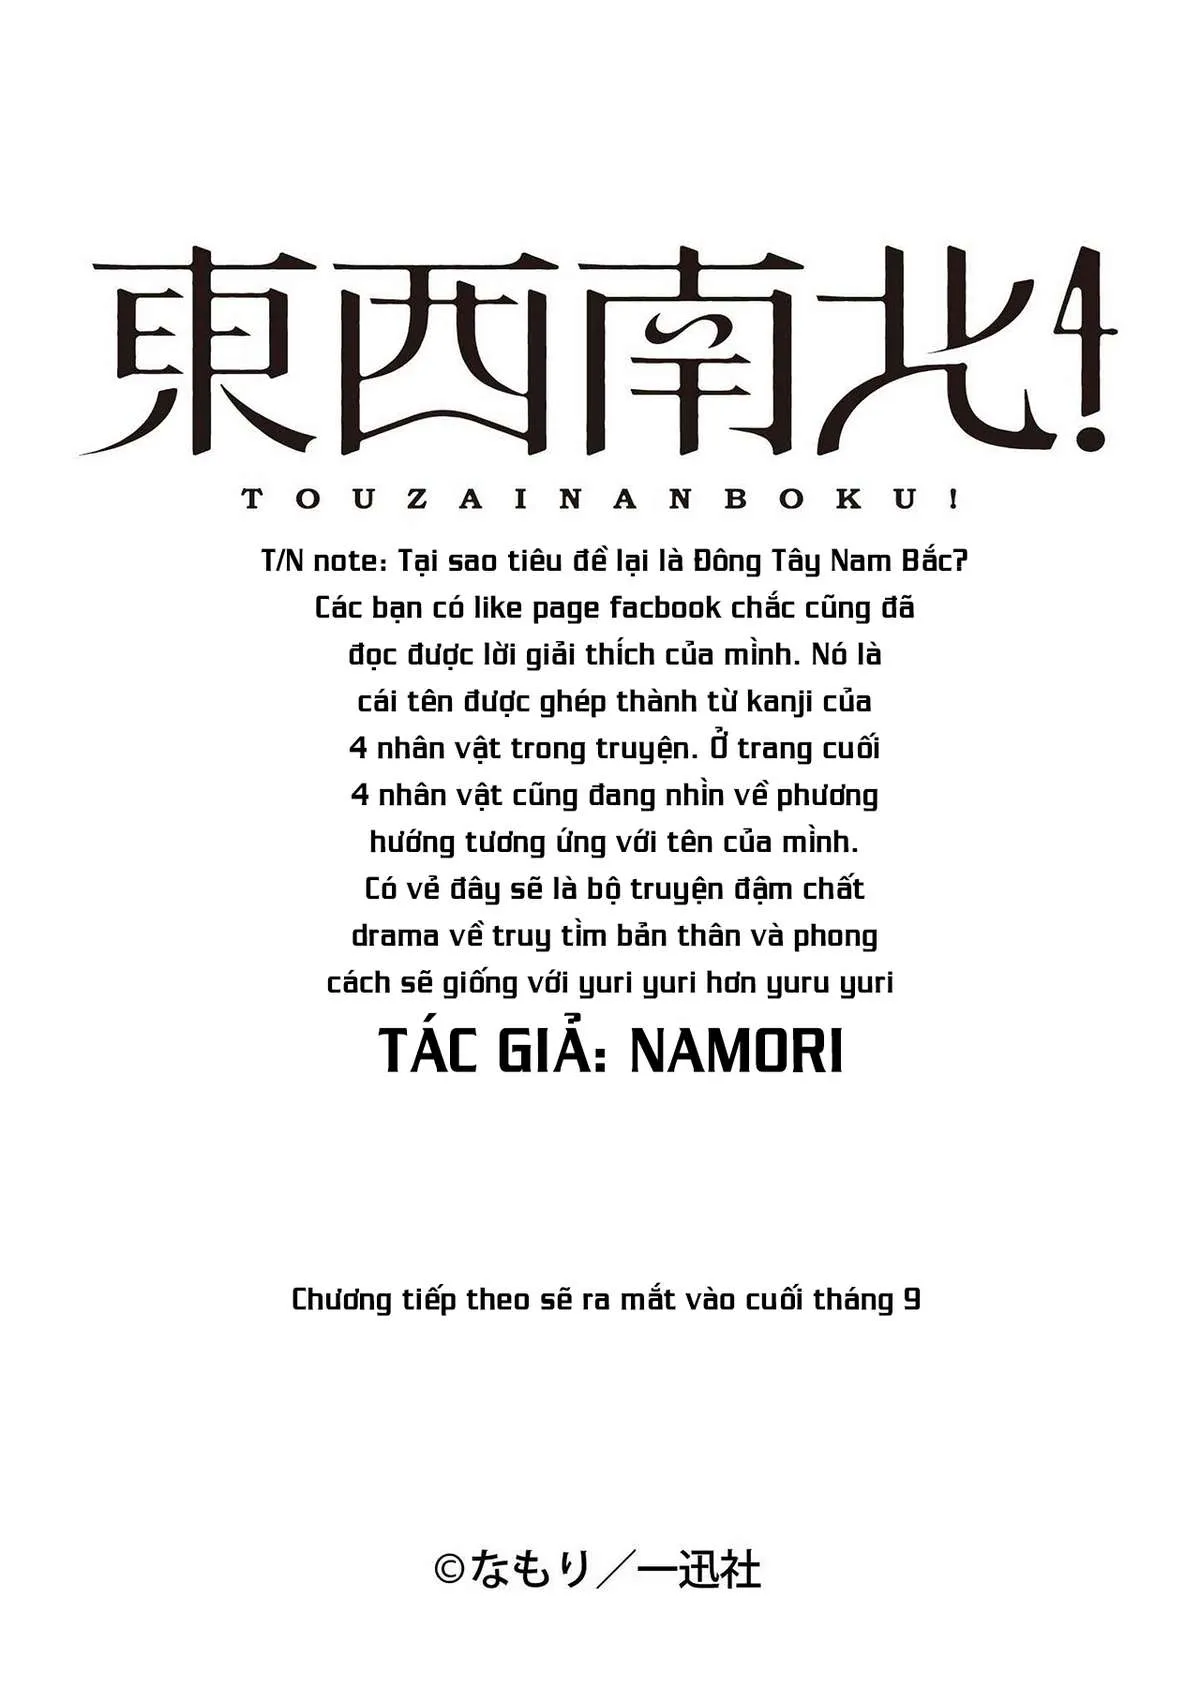 東西南北!
TOUZAINANBOKU!
T/N note: Tại sao tiêu đề lại là Đông Tây Nam Bắc?
Các bạn có like page facbook chắc cũng đã
đọc được lời giải thích của mình. Nó là
cái tên được ghép thành từ kanji của
4 nhân vật trong truyện. Ở trang cuối
4 nhân vật cũng đang nhìn về phương
hướng tương ứng với tên của mình.
Có vẻ đây sẽ là bộ truyện đậm chất
drama về truy tìm bản thân và phong
cách sẽ giống với yuri yuri hơn yuru yuri
TÁC GIẢ: NAMORI
Chương tiếp theo sẽ ra mắt vào cuối tháng 9
©なもり／一迅社